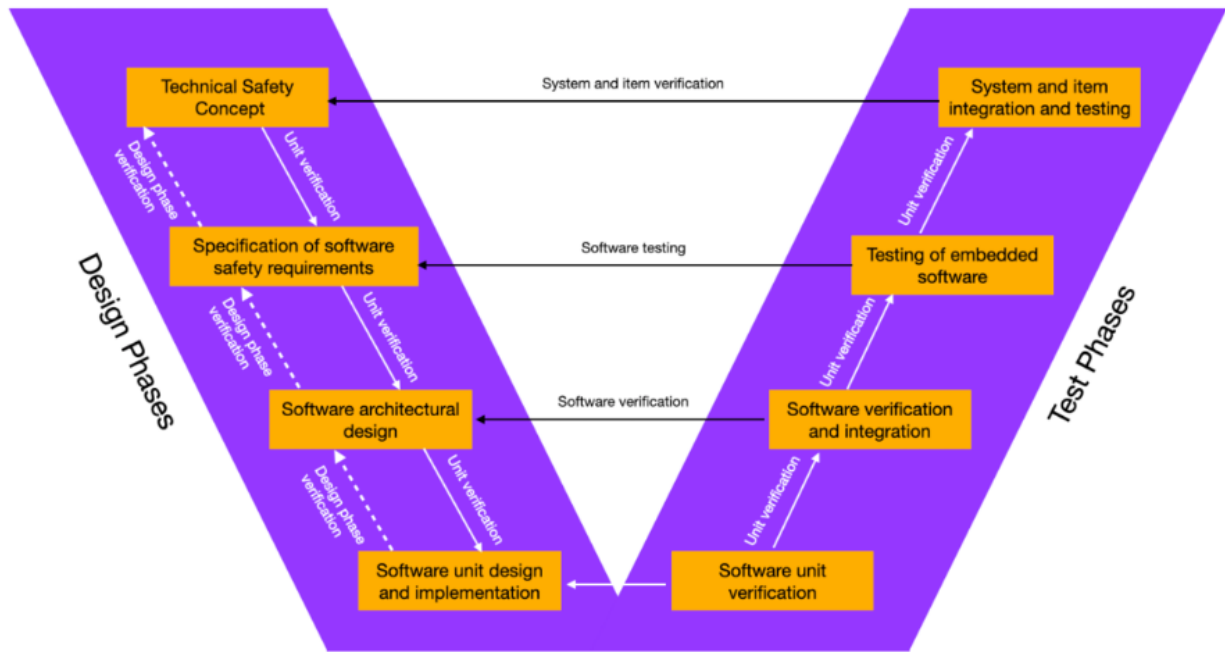 Technical Safety
Concept
System and item verification
System and item
integration and testing
Design phase
verification
Unit verification
Unit verification
Specification of software
safety requirements
Software testing
Testing of embedded
software
Design Phases
Design phase
verification
Unit verification
Unit verification
Test Phases
Software architectural
design
Software verification
Software verification
and integration
Design phase
verification
Unit verification
Unit verification
Software unit design
and implementation
Software unit
verification